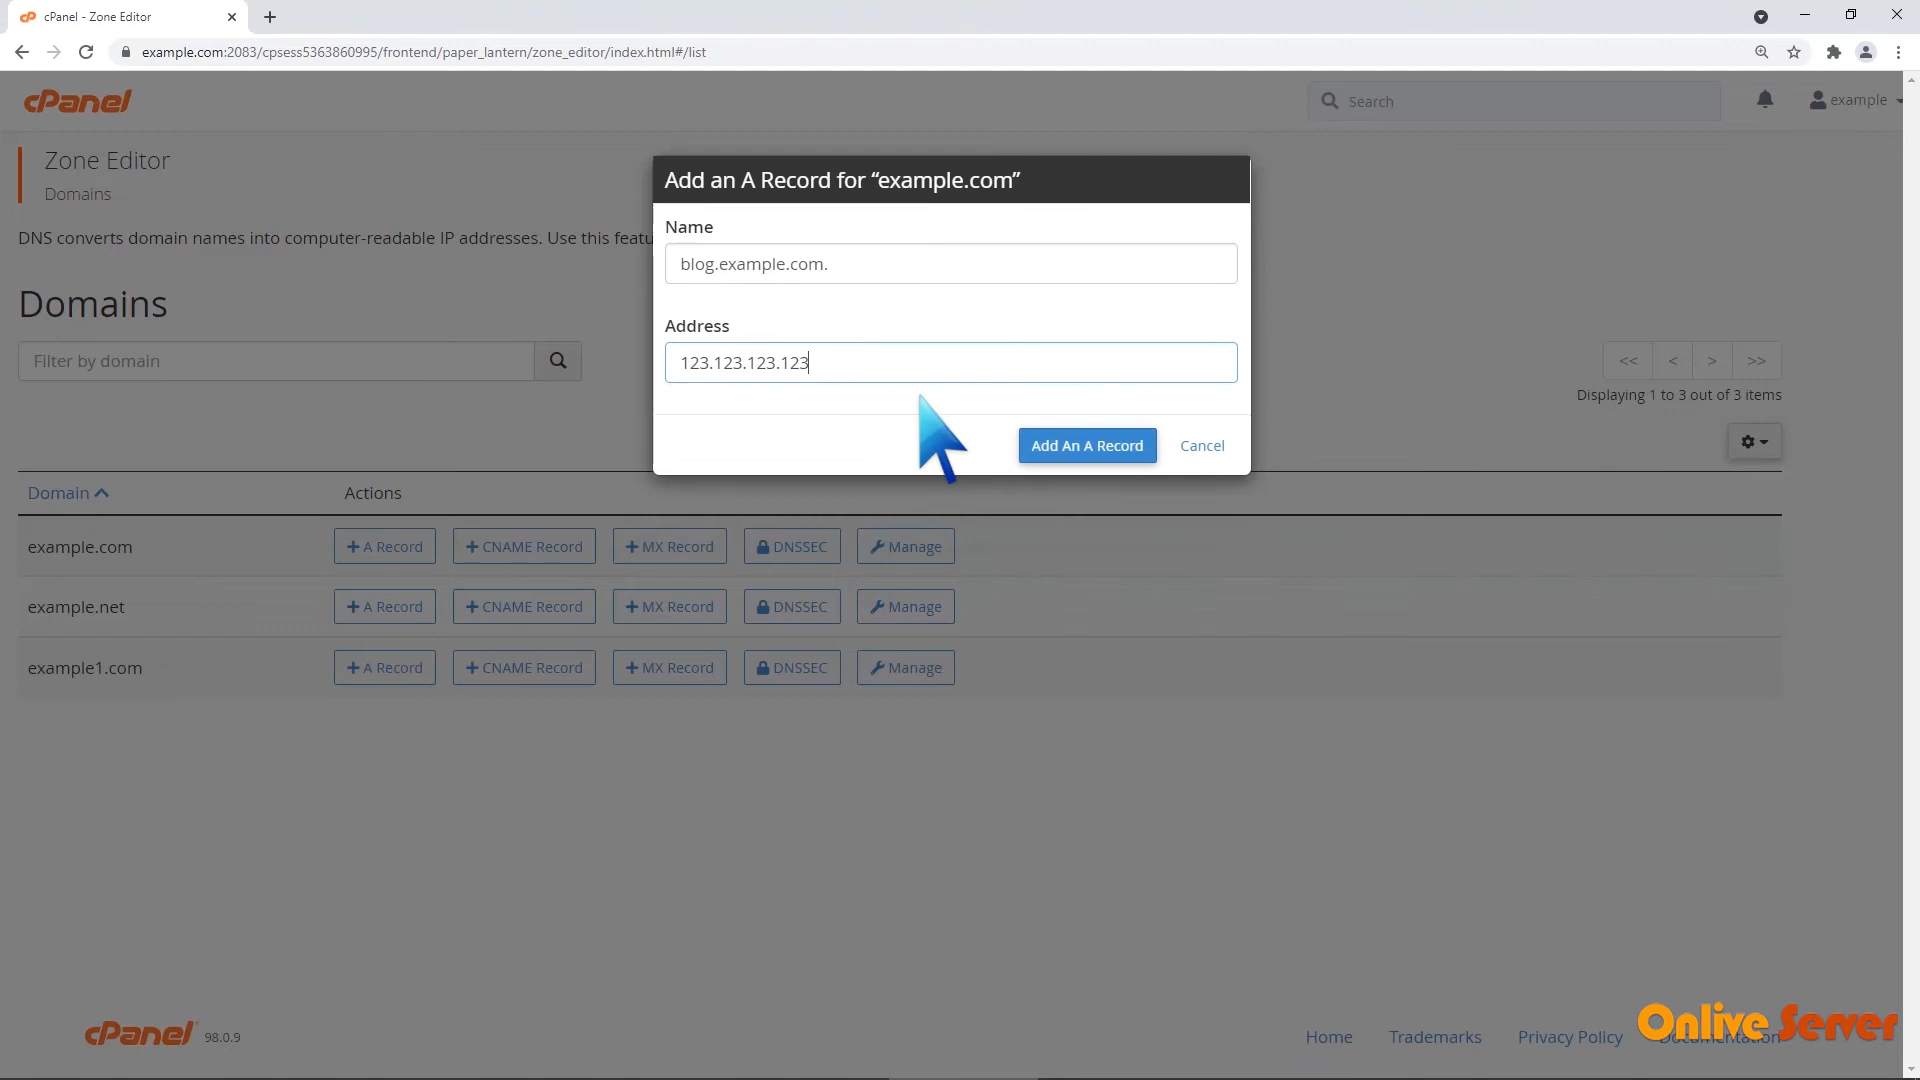 cPanel - Zone Editor
example.com:2083/cpsess5363860995/frontend/paper_lantern/zone_editor/index.html#/list
cPanel
Search
example
Zone Editor
Domains
DNS converts domain names into computer-readable IP addresses. Use this featu
Add an A Record for “example.com”
Name
blog.example.com.
Address
123.123.123.123
Add An A Record Cancel
Domains
Filter by domain
<< < > >>
Displaying 1 to 3 out of 3 items
Domain Actions
example.com A Record CNAME Record MX Record DNSSEC Manage
example.net A Record CNAME Record MX Record DNSSEC Manage
example1.com A Record CNAME Record MX Record DNSSEC Manage
cPanel 98.0.9
Home Trademarks Privacy Policy Documentation
Onlive Server